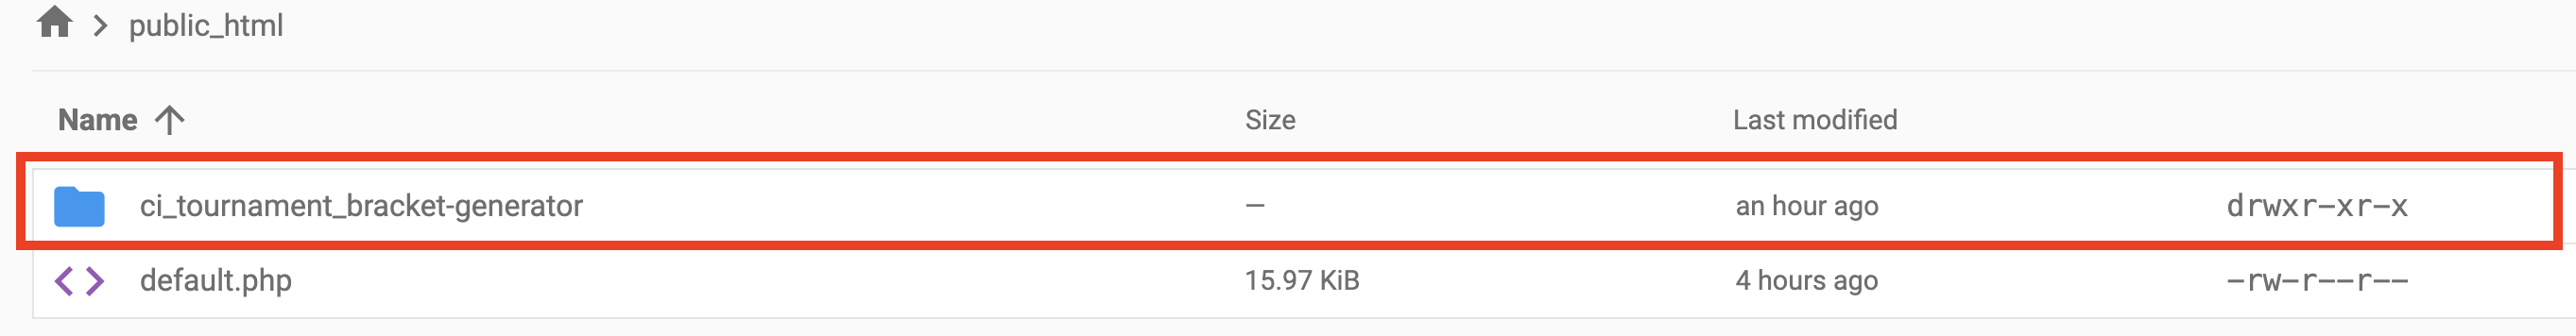 public_html
Name Size Last modified
ci_tournament_bracket-generator — an hour ago drwxr-xr-x
default.php 15.97 KiB 4 hours ago -rw-r--r--